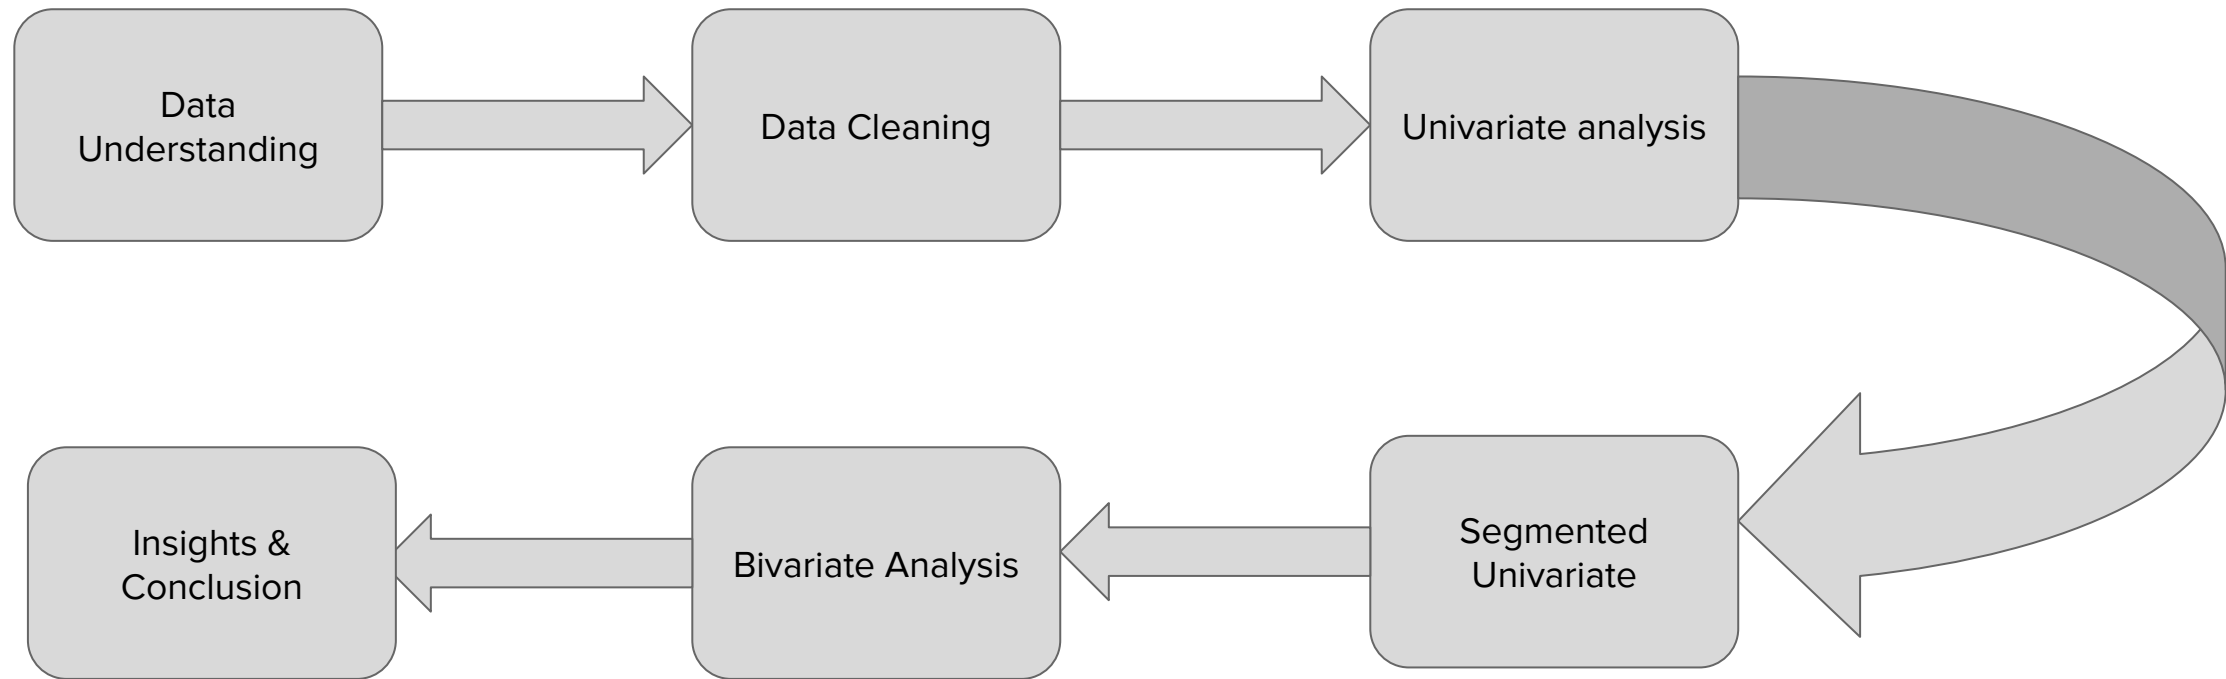 Data
Understanding
Data Cleaning
Univariate analysis
Segmented
Univariate
Bivariate Analysis
Insights &
Conclusion